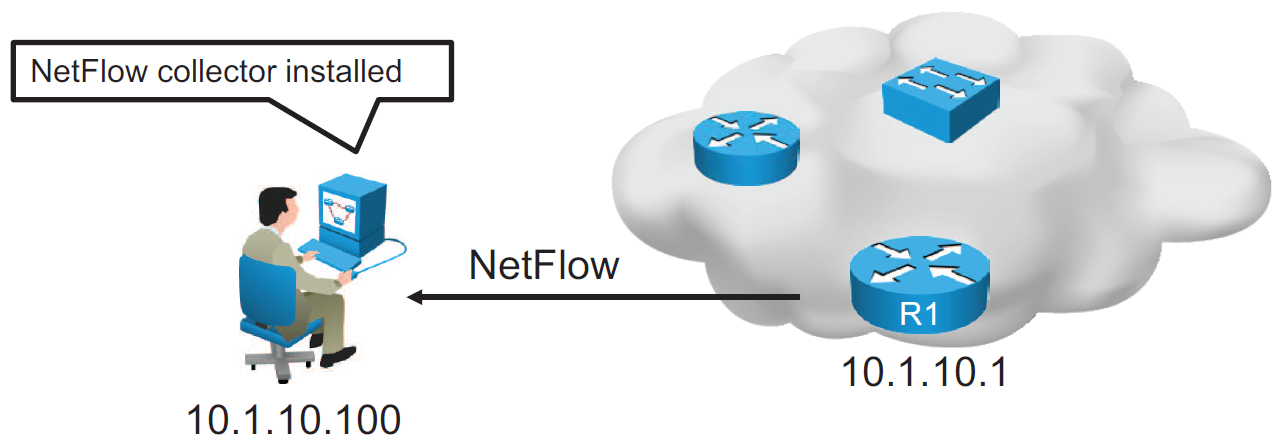 NetFlow collector installed
NetFlow
R1
10.1.10.1
10.1.10.100